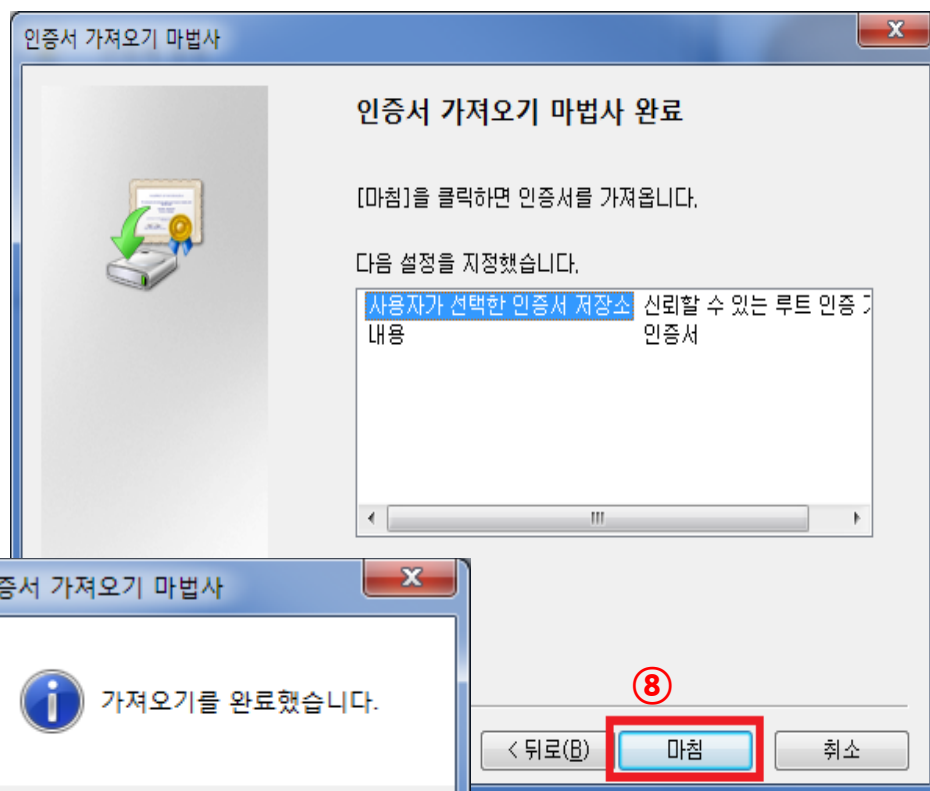 인증서 가져오기 마법사
인증서 가져오기 마법사 완료
[마침]을 클릭하면 인증서를 가져옵니다.
다음 설정을 지정했습니다.
사용자가 선택한 인증서 저장소 신뢰할 수 있는 루트 인증
내용 인증서
증서 가져오기 마법사
가져오기를 완료했습니다.
⑧
< 뒤로(B) 마침 취소